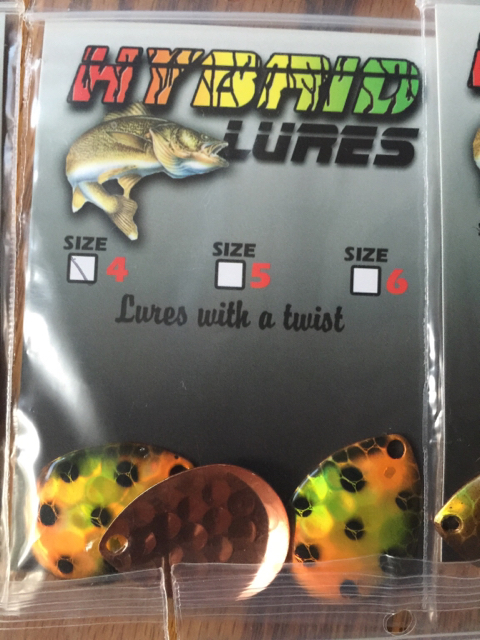 HYBRID
LURES
SIZE 4 SIZE 5 SIZE 6
Lures with a twist